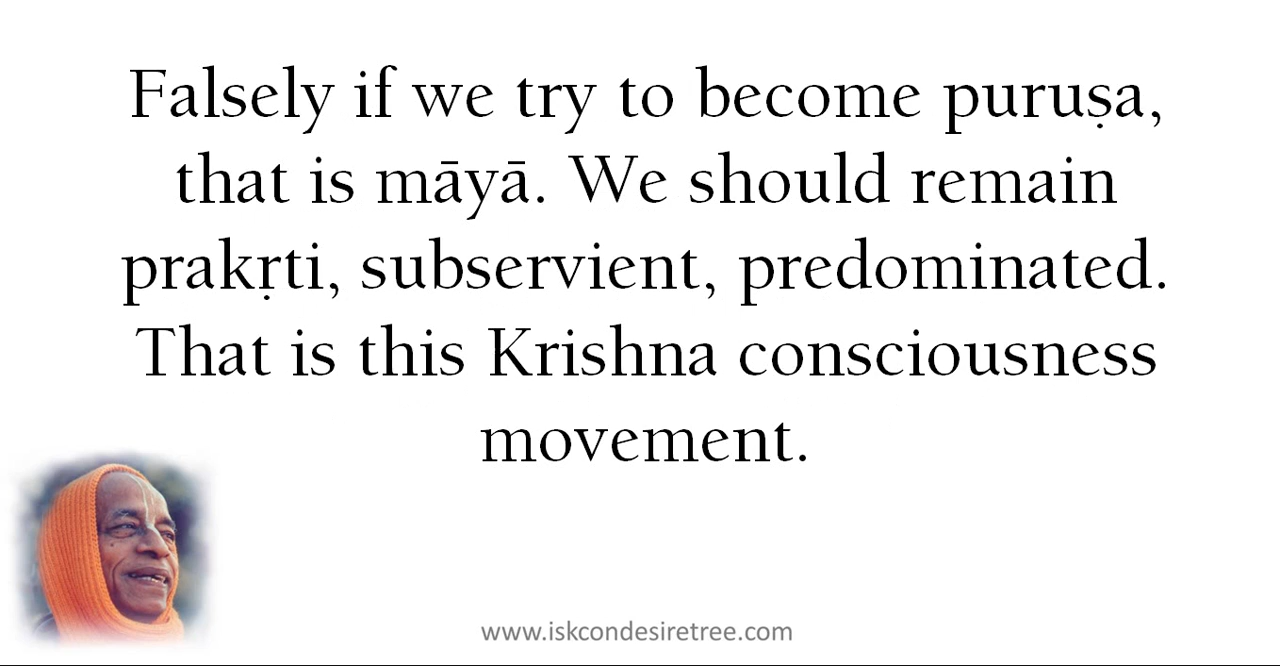 Falsely if we try to become puruṣa,
that is māyā. We should remain
prakṛti, subservient, predominated.
That is this Krishna consciousness
movement.
www.iskcondesiretree.com